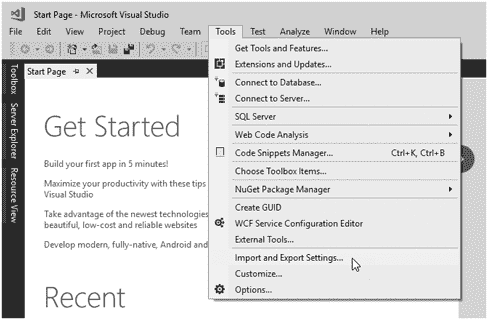 Start Page - Microsoft Visual Studio
File Edit View Project Debug Team Tools Test Analyze Window Help
Toolbox
Server Explorer
Resource View
Start Page
Get Started
Build your first app in 5 minutes!
Maximize your productivity with these tips
Visual Studio
Take advantage of the newest technologies
beautiful, low-cost and reliable websites
Develop modern, fully-native, Android and
Recent
Get Tools and Features...
Extensions and Updates...
Connect to Database...
Connect to Server...
SQL Server
Web Code Analysis
Code Snippets Manager... Ctrl+K, Ctrl+B
Choose Toolbox Items...
NuGet Package Manager
Create GUID
WCF Service Configuration Editor
External Tools...
Import and Export Settings...
Customize...
Options...